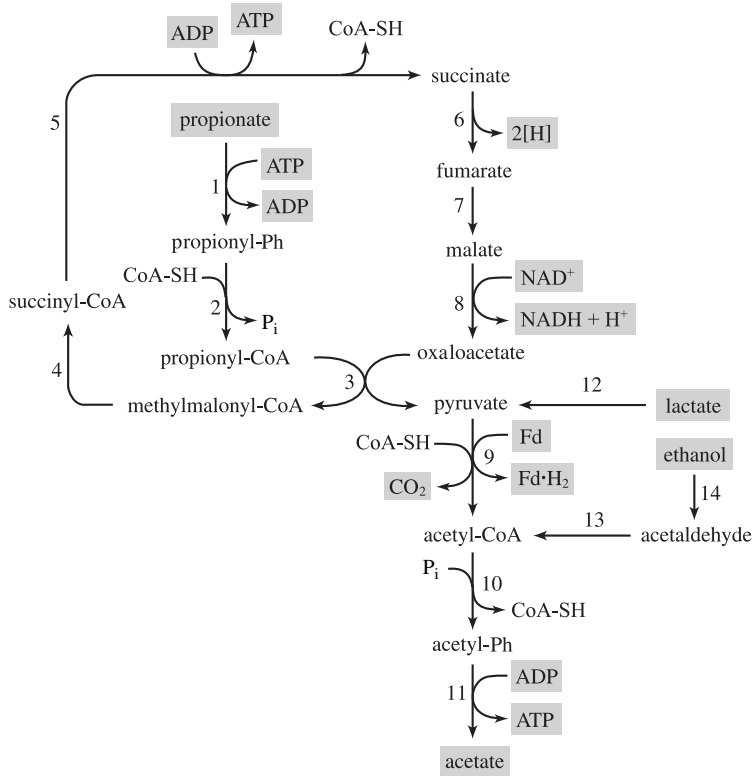 ADP
ATP
CoA-SH
succinate
5
propionate
6
2[H]
1
ATP
ADP
fumarate
7
propionyl-Ph
malate
CoA-SH
2
Pi
succinyl-CoA
8
NAD⁺
NADH + H⁺
4
propionyl-CoA
3
oxaloacetate
methylmalonyl-CoA
pyruvate
12
lactate
CoA-SH
9
Fd
Fd·H₂
CO₂
ethanol
14
acetyl-CoA
13
acetaldehyde
Pi
10
CoA-SH
acetyl-Ph
11
ADP
ATP
acetate